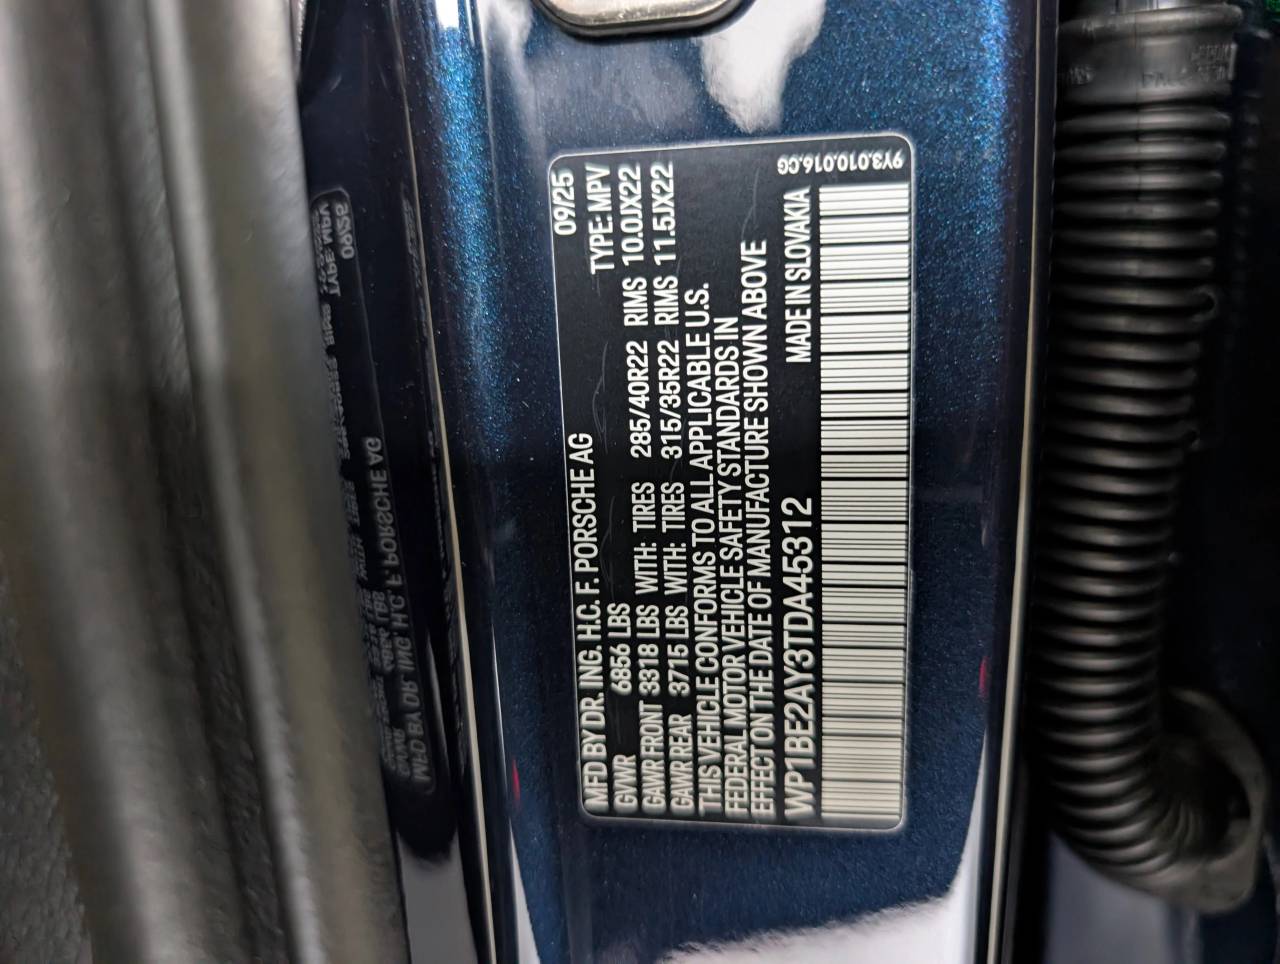 MFD BY DR. ING. H.C. F. PORSCHE AG 09/25
GVWR 6856 LBS TYPE: MPV
GAWR FRONT 3318 LBS WITH: TIRES 285/40R22 RIMS 10.0JX22
GAWR REAR 3715 LBS WITH: TIRES 315/35R22 RIMS 11.5JX22
THIS VEHICLE CONFORMS TO ALL APPLICABLE U.S.
FEDERAL MOTOR VEHICLE SAFETY STANDARDS IN
EFFECT ON THE DATE OF MANUFACTURE SHOWN ABOVE
WP1BE2AY3TDA45312 MADE IN SLOVAKIA
9Y3.010.016.CG